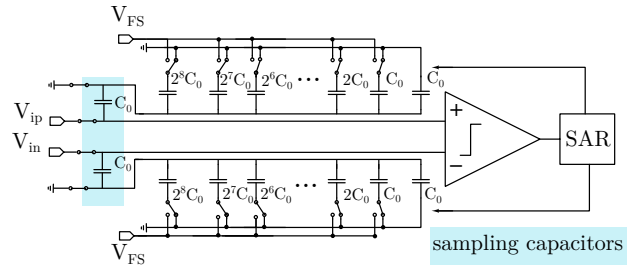 V_FS
2^8C_0 2^7C_0 2^6C_0 ··· 2C_0 C_0 C_0
C_0
V_ip
V_in
C_0
+
−
SAR
2^8C_0 2^7C_0 2^6C_0 ··· 2C_0 C_0 C_0
V_FS
sampling capacitors